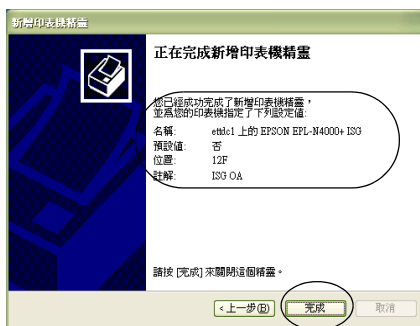 新增印表機精靈
正在完成新增印表機精靈
您已經成功完成了新增印表機精靈，
並為您的印表機指定了下列設定值:
名稱: ettdc1 上的 EPSON EPL-N4000+ ISG
預設值: 否
位置: 12F
註解: ISG OA
請按 [完成] 來關閉這個精靈。
<上一步(B) 完成 取消